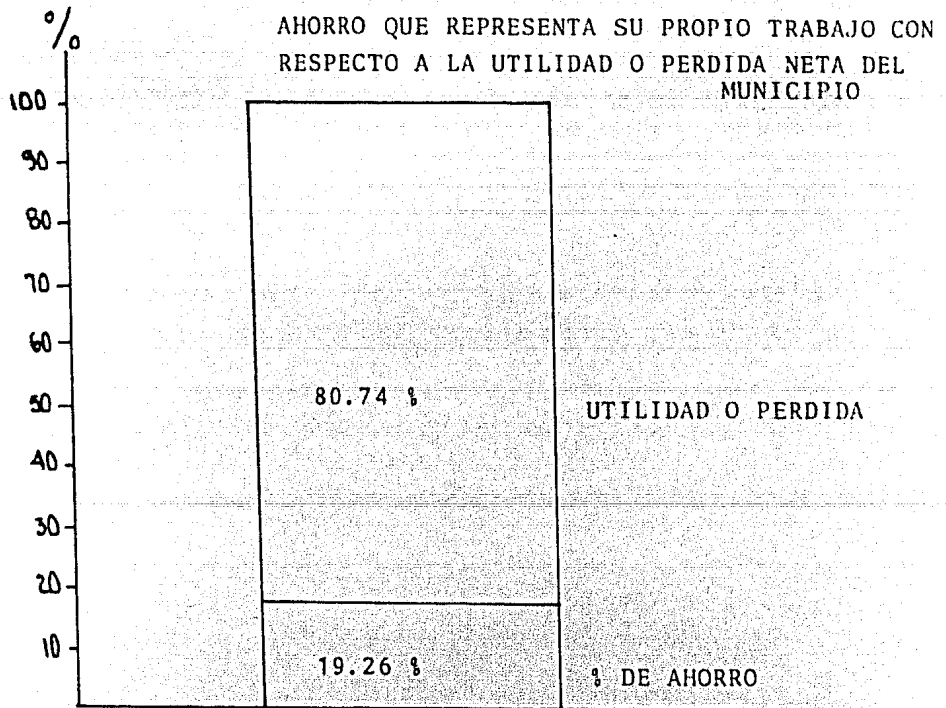 %
AHORRO QUE REPRESENTA SU PROPIO TRABAJO CON
RESPECTO A LA UTILIDAD O PERDIDA NETA DEL
MUNICIPIO
100
90
80
70
60
50
40
30
20
10
80.74 %
UTILIDAD O PERDIDA
19.26 %
% DE AHORRO